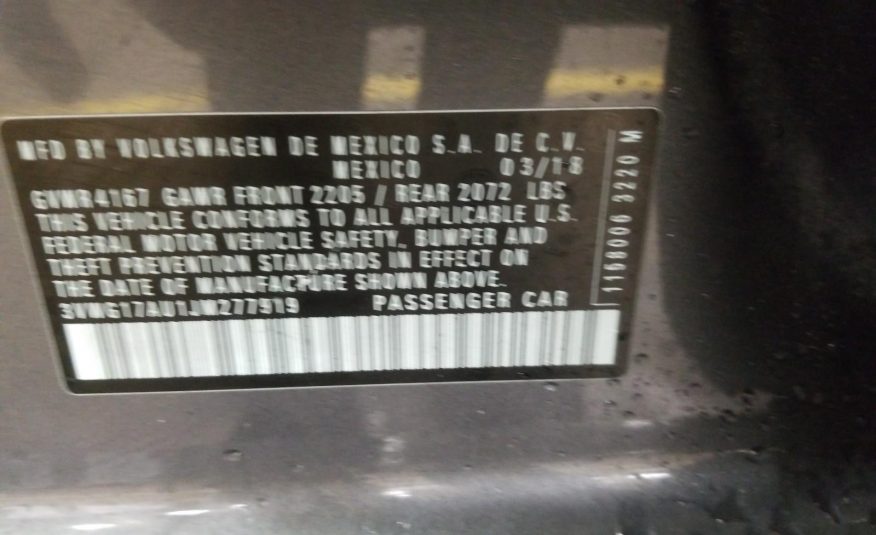 MFD BY VOLKSWAGEN DE MEXICO S.A. DE C.V.
MEXICO 03/18
GVWR4167 GAWR FRONT 2205 / REAR 2072 LBS
THIS VEHICLE CONFORMS TO ALL APPLICABLE U.S.
FEDERAL MOTOR VEHICLE SAFETY, BUMPER AND
THEFT PREVENTION STANDARDS IN EFFECT ON
THE DATE OF MANUFACTURE SHOWN ABOVE.
3VWG17AU1JM277919 PASSENGER CAR
1168006 3220 M